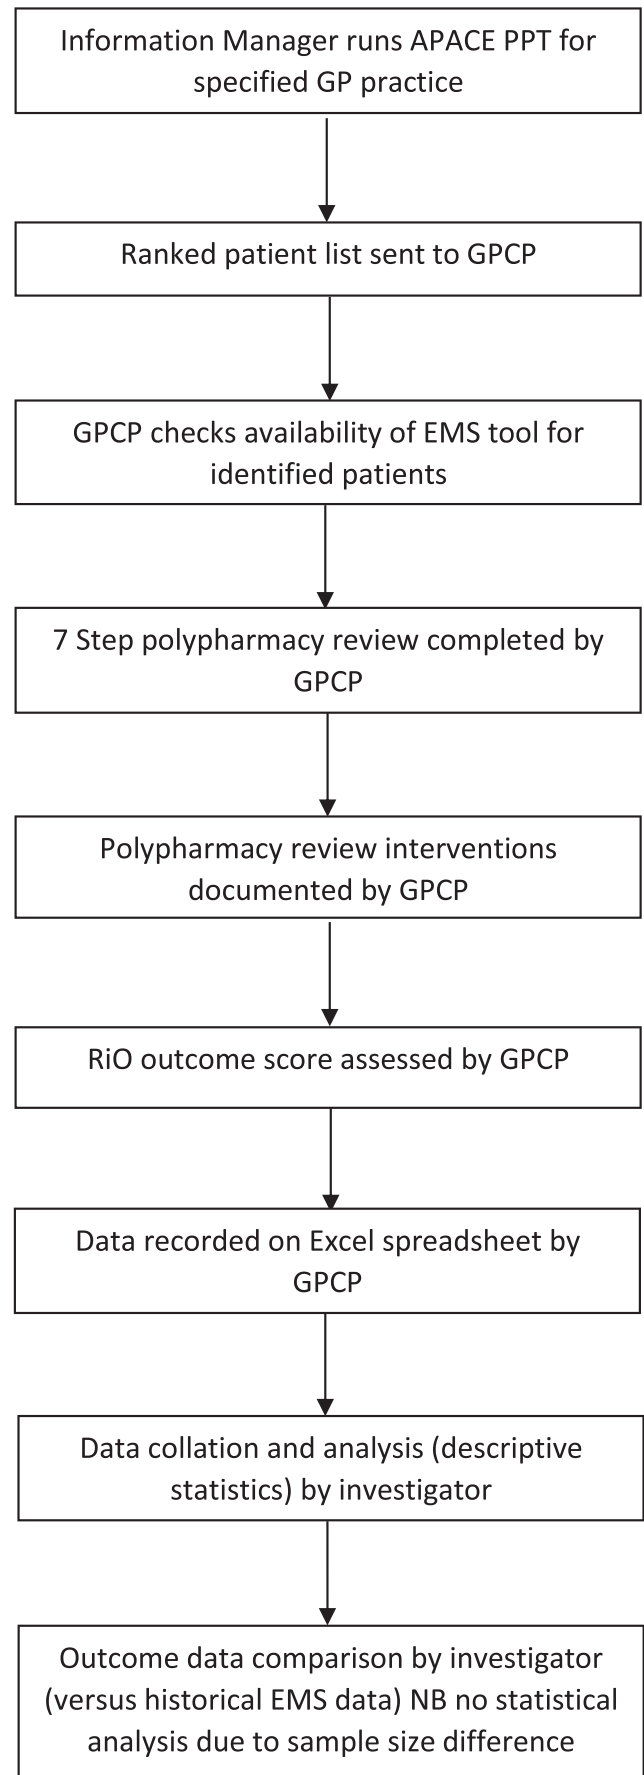 Information Manager runs APACE PPT for
specified GP practice
Ranked patient list sent to GPCP
GPCP checks availability of EMS tool for
identified patients
7 Step polypharmacy review completed by
GPCP
Polypharmacy review interventions
documented by GPCP
RiO outcome score assessed by GPCP
Data recorded on Excel spreadsheet by
GPCP
Data collation and analysis (descriptive
statistics) by investigator
Outcome data comparison by investigator
(versus historical EMS data) NB no statistical
analysis due to sample size difference